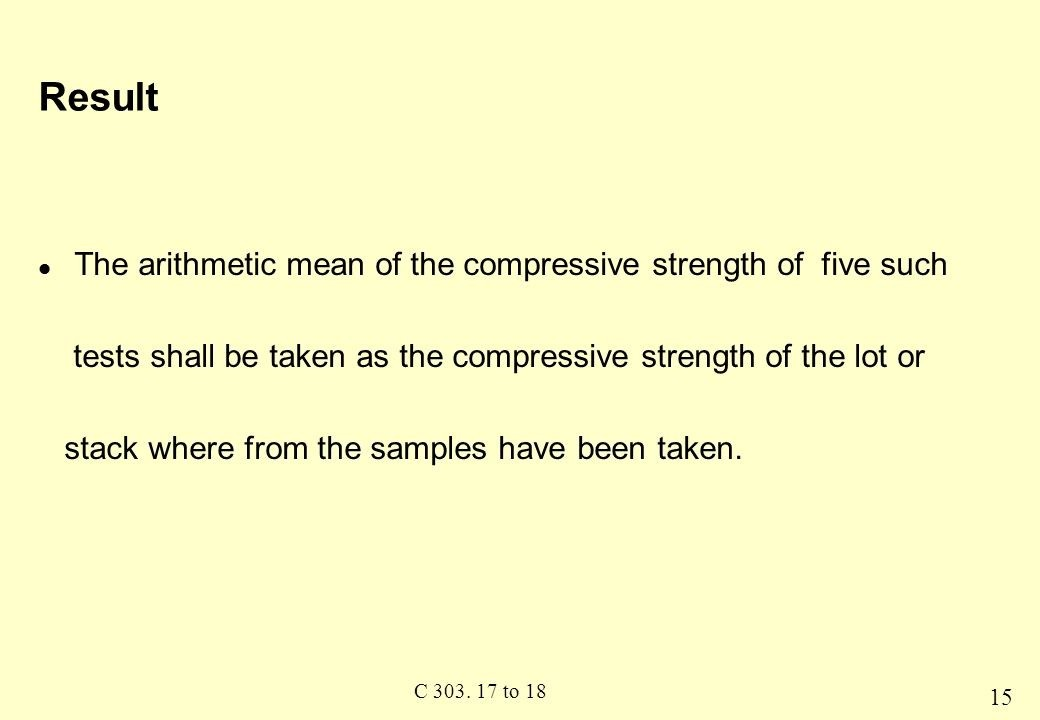 Result
● The arithmetic mean of the compressive strength of five such
tests shall be taken as the compressive strength of the lot or
stack where from the samples have been taken.
C 303. 17 to 18
15